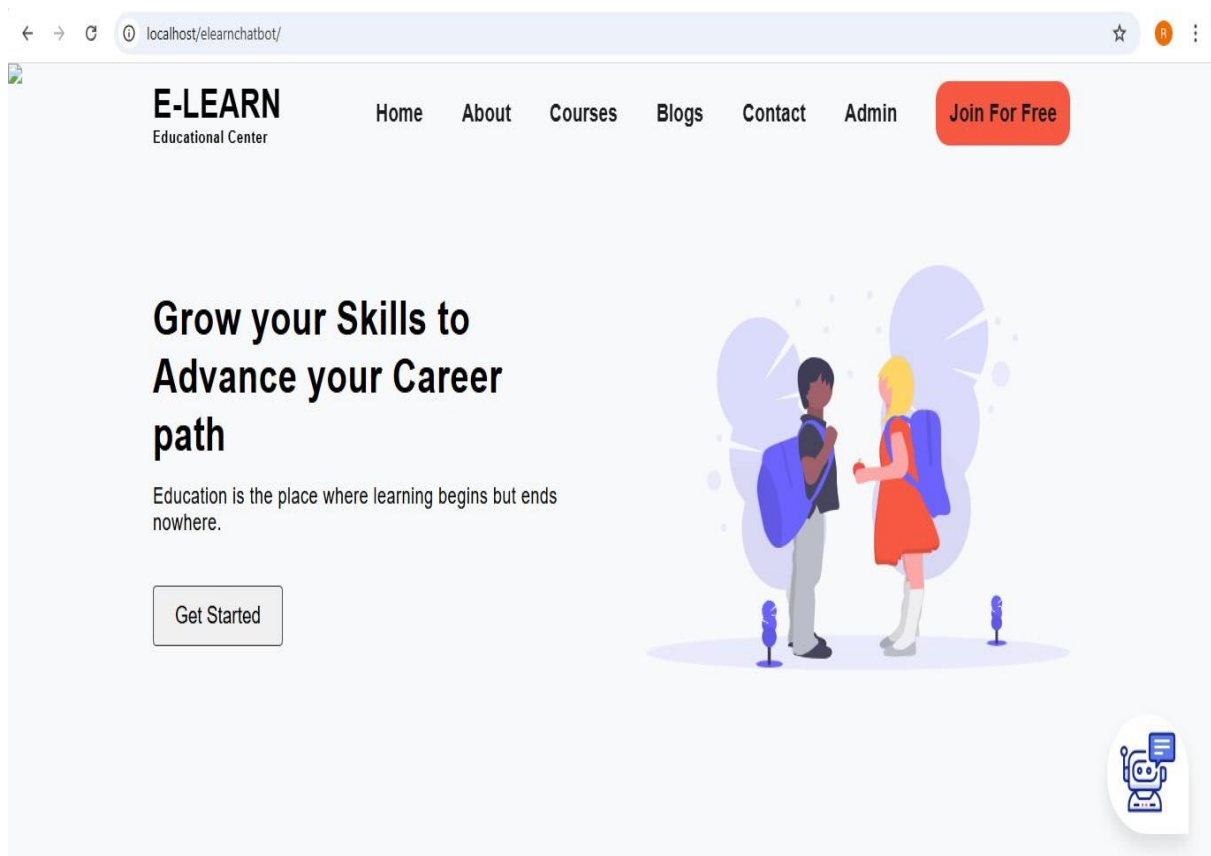 localhost/elearnchatbot/
R
E-LEARN
Educational Center
Home About Courses Blogs Contact Admin Join For Free
Grow your Skills to
Advance your Career
path
Education is the place where learning begins but ends
nowhere.
Get Started